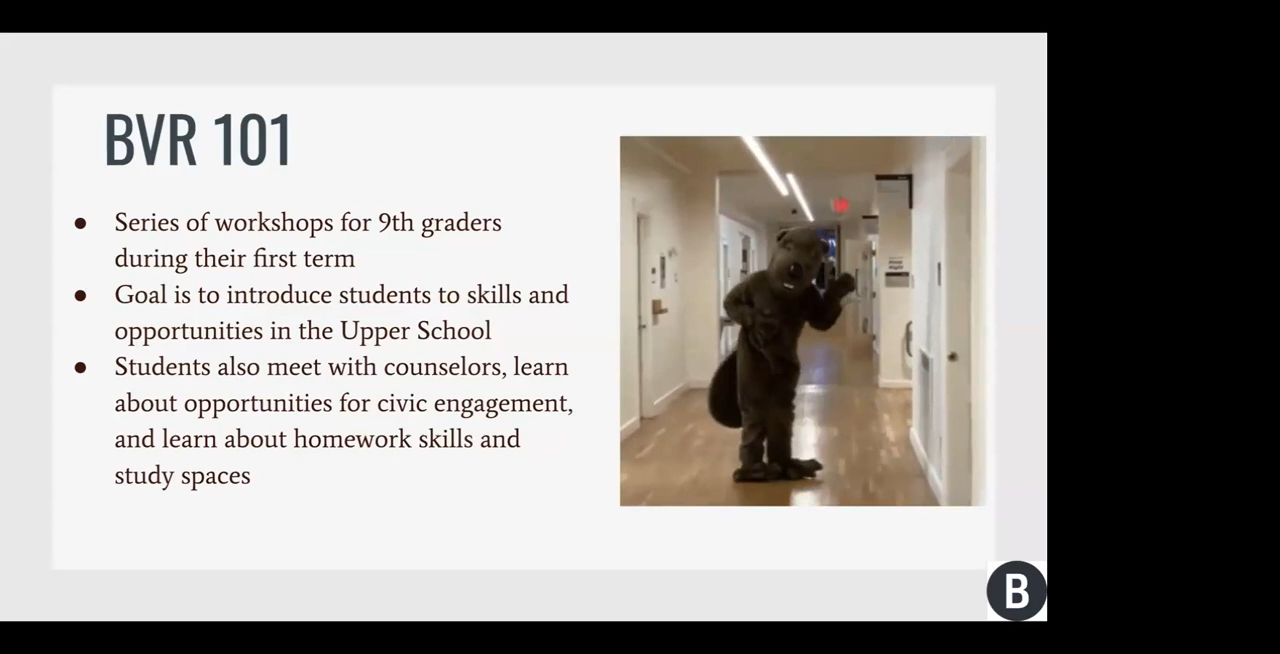 BVR 101
● Series of workshops for 9th graders
during their first term
● Goal is to introduce students to skills and
opportunities in the Upper School
● Students also meet with counselors, learn
about opportunities for civic engagement,
and learn about homework skills and
study spaces
B